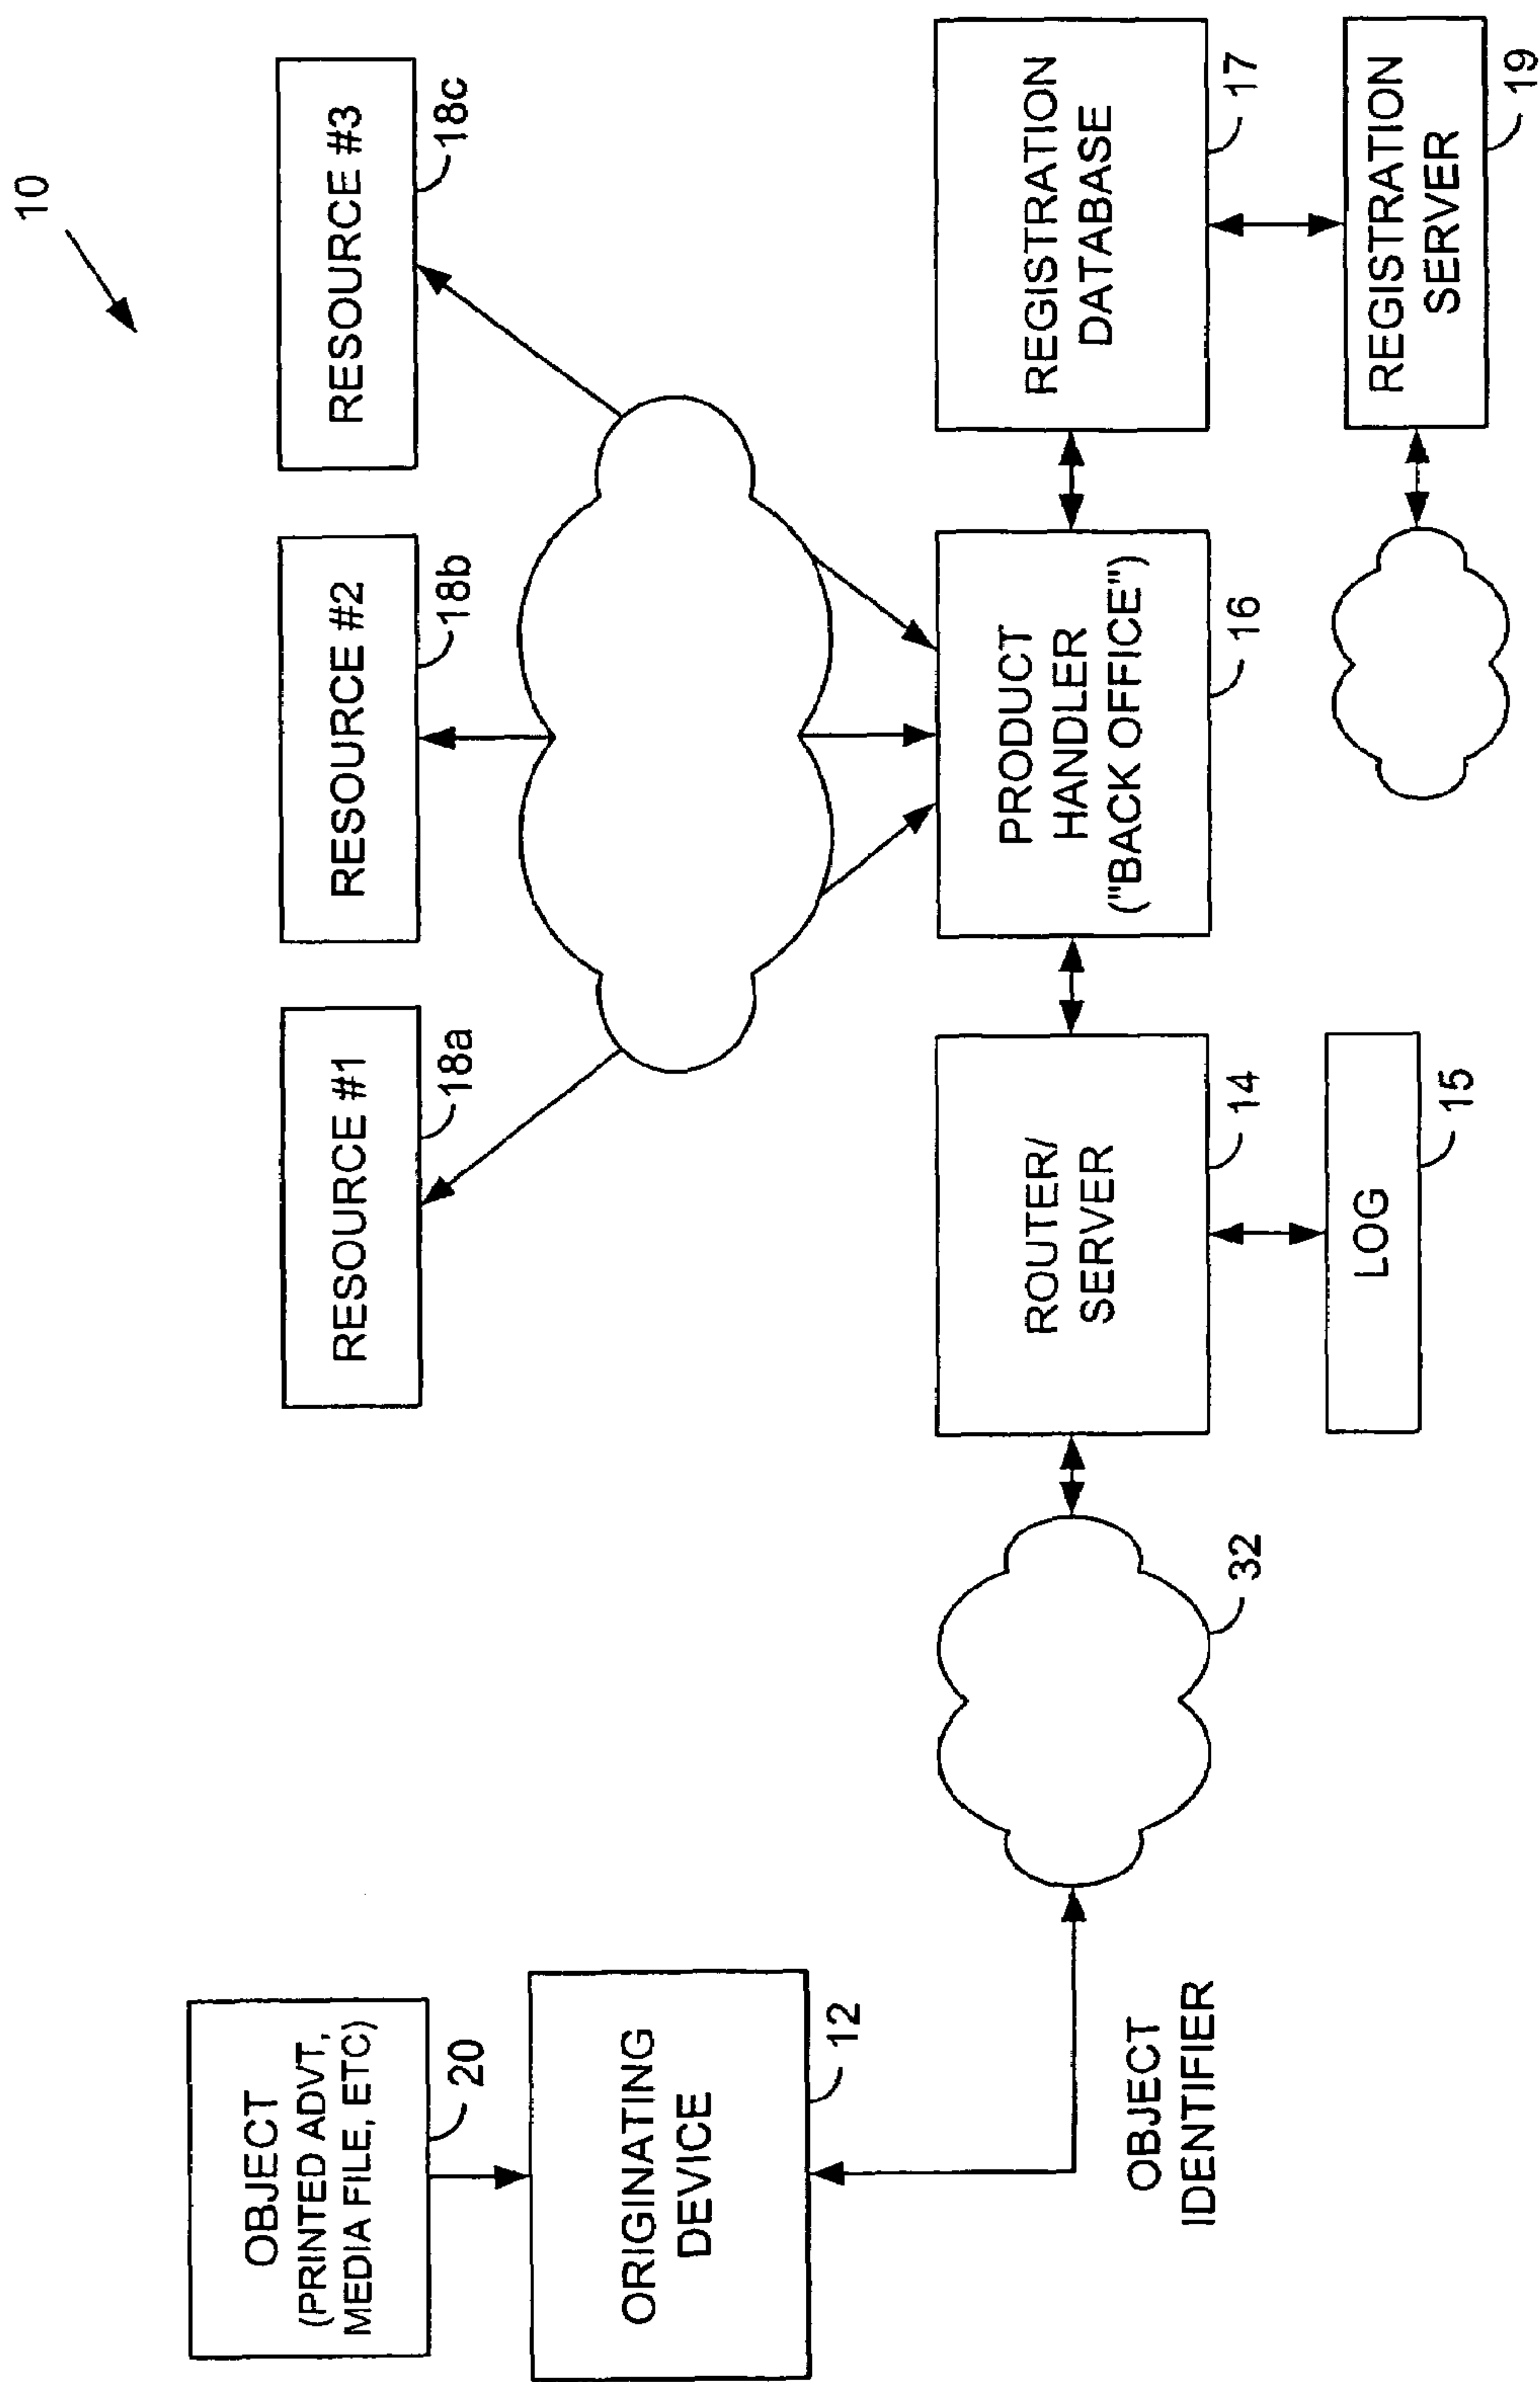 10
OBJECT
(PRINTED ADVT,
MEDIA FILE, ETC)
20
ORIGINATING
DEVICE
12
OBJECT
IDENTIFIER
32
RESOURCE #1
18a
RESOURCE #2
18b
RESOURCE #3
18c
ROUTER/
SERVER
14
LOG
15
PRODUCT
HANDLER
("BACK OFFICE")
16
REGISTRATION
DATABASE
17
REGISTRATION
SERVER
19